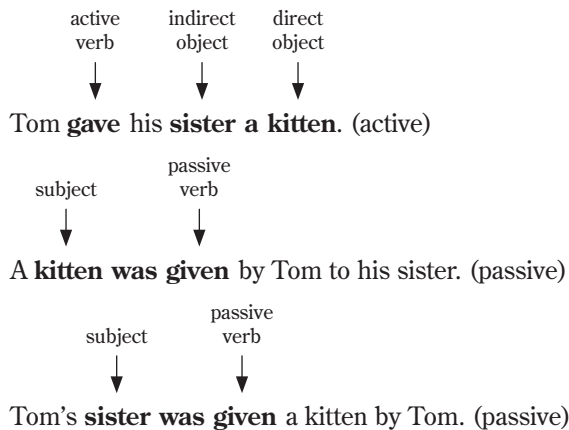 active indirect direct
verb object object
Tom gave his sister a kitten. (active)
passive
subject verb
A kitten was given by Tom to his sister. (passive)
passive
subject verb
Tom's sister was given a kitten by Tom. (passive)